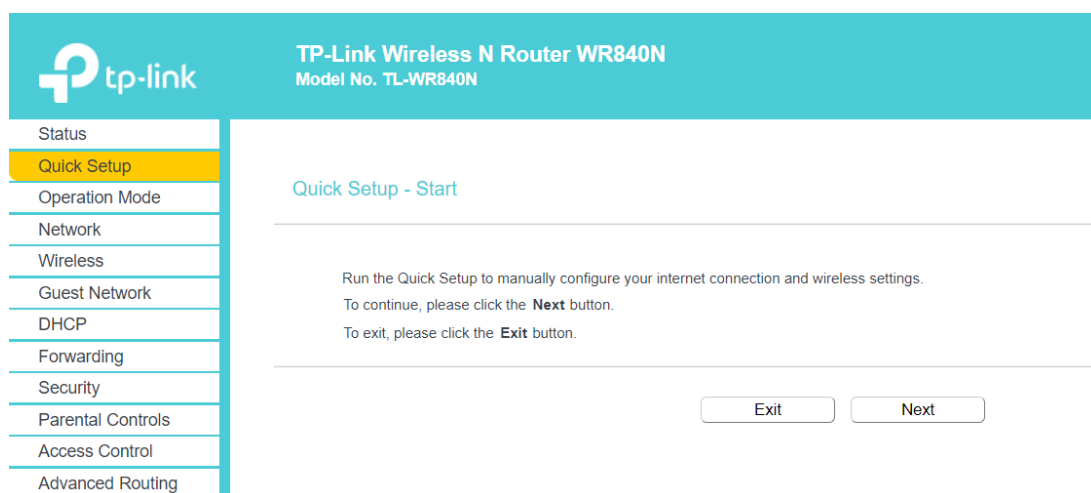 tp-link
TP-Link Wireless N Router WR840N
Model No. TL-WR840N
Status
Quick Setup
Operation Mode
Network
Wireless
Guest Network
DHCP
Forwarding
Security
Parental Controls
Access Control
Advanced Routing
Quick Setup - Start
Run the Quick Setup to manually configure your internet connection and wireless settings.
To continue, please click the Next button.
To exit, please click the Exit button.
Exit
Next